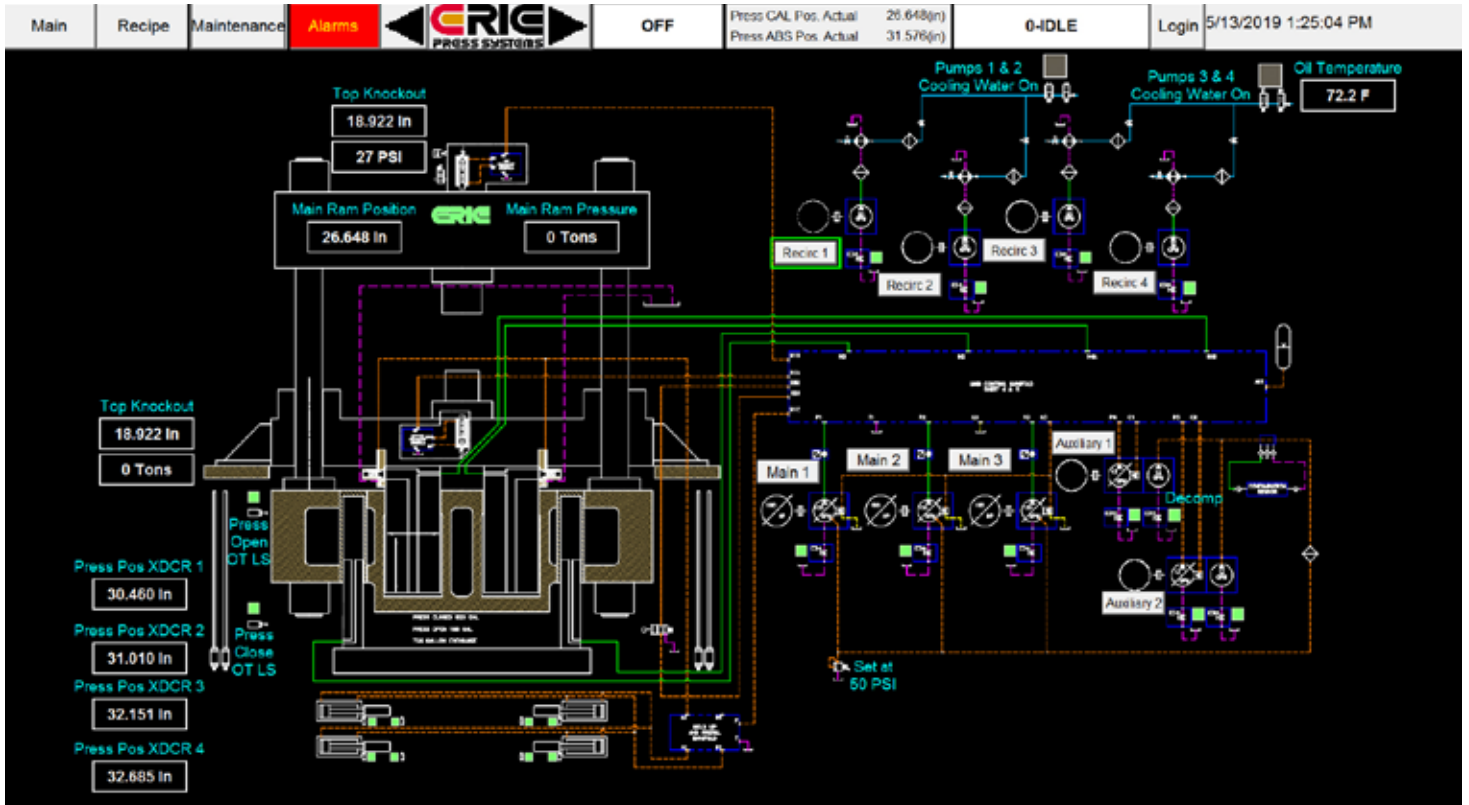 Main
Recipe
Maintenance
Alarms
ERIE
PRESS SYSTEMS
OFF
Press CAL Pos. Actual 26.648(in)
Press ABS Pos. Actual 31.576(in)
0-IDLE
Login
5/13/2019 1:25:04 PM
Top Knockout
18.922 In
27 PSI
Pumps 1 & 2
Cooling Water On
Pumps 3 & 4
Cooling Water On
Oil Temperature
72.2 F
Main Ram Position
26.648 In
ERIE
Main Ram Pressure
0 Tons
Recirc 1
Recirc 2
Recirc 3
Recirc 4
Top Knockout
18.922 In
0 Tons
Main 1
Main 2
Main 3
Auxiliary 1
Decomp
Auxiliary 2
Press
Open
OT LS
Press
Close
OT LS
Press Pos XDCR 1
30.460 In
Press Pos XDCR 2
31.010 In
Press Pos XDCR 3
32.151 In
Press Pos XDCR 4
32.685 In
Set at
50 PSI